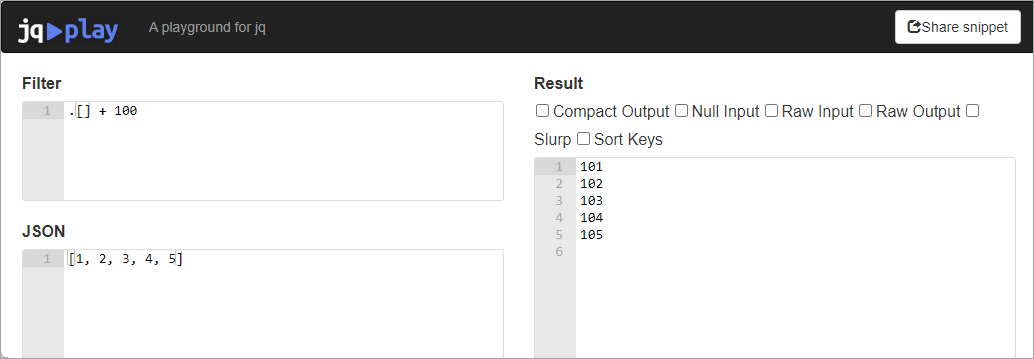 jq play A playground for jq Share snippet
Filter
1 .[] + 100
JSON
1 [1, 2, 3, 4, 5]
Result
Compact Output Null Input Raw Input Raw Output
Slurp Sort Keys
1 101
2 102
3 103
4 104
5 105
6